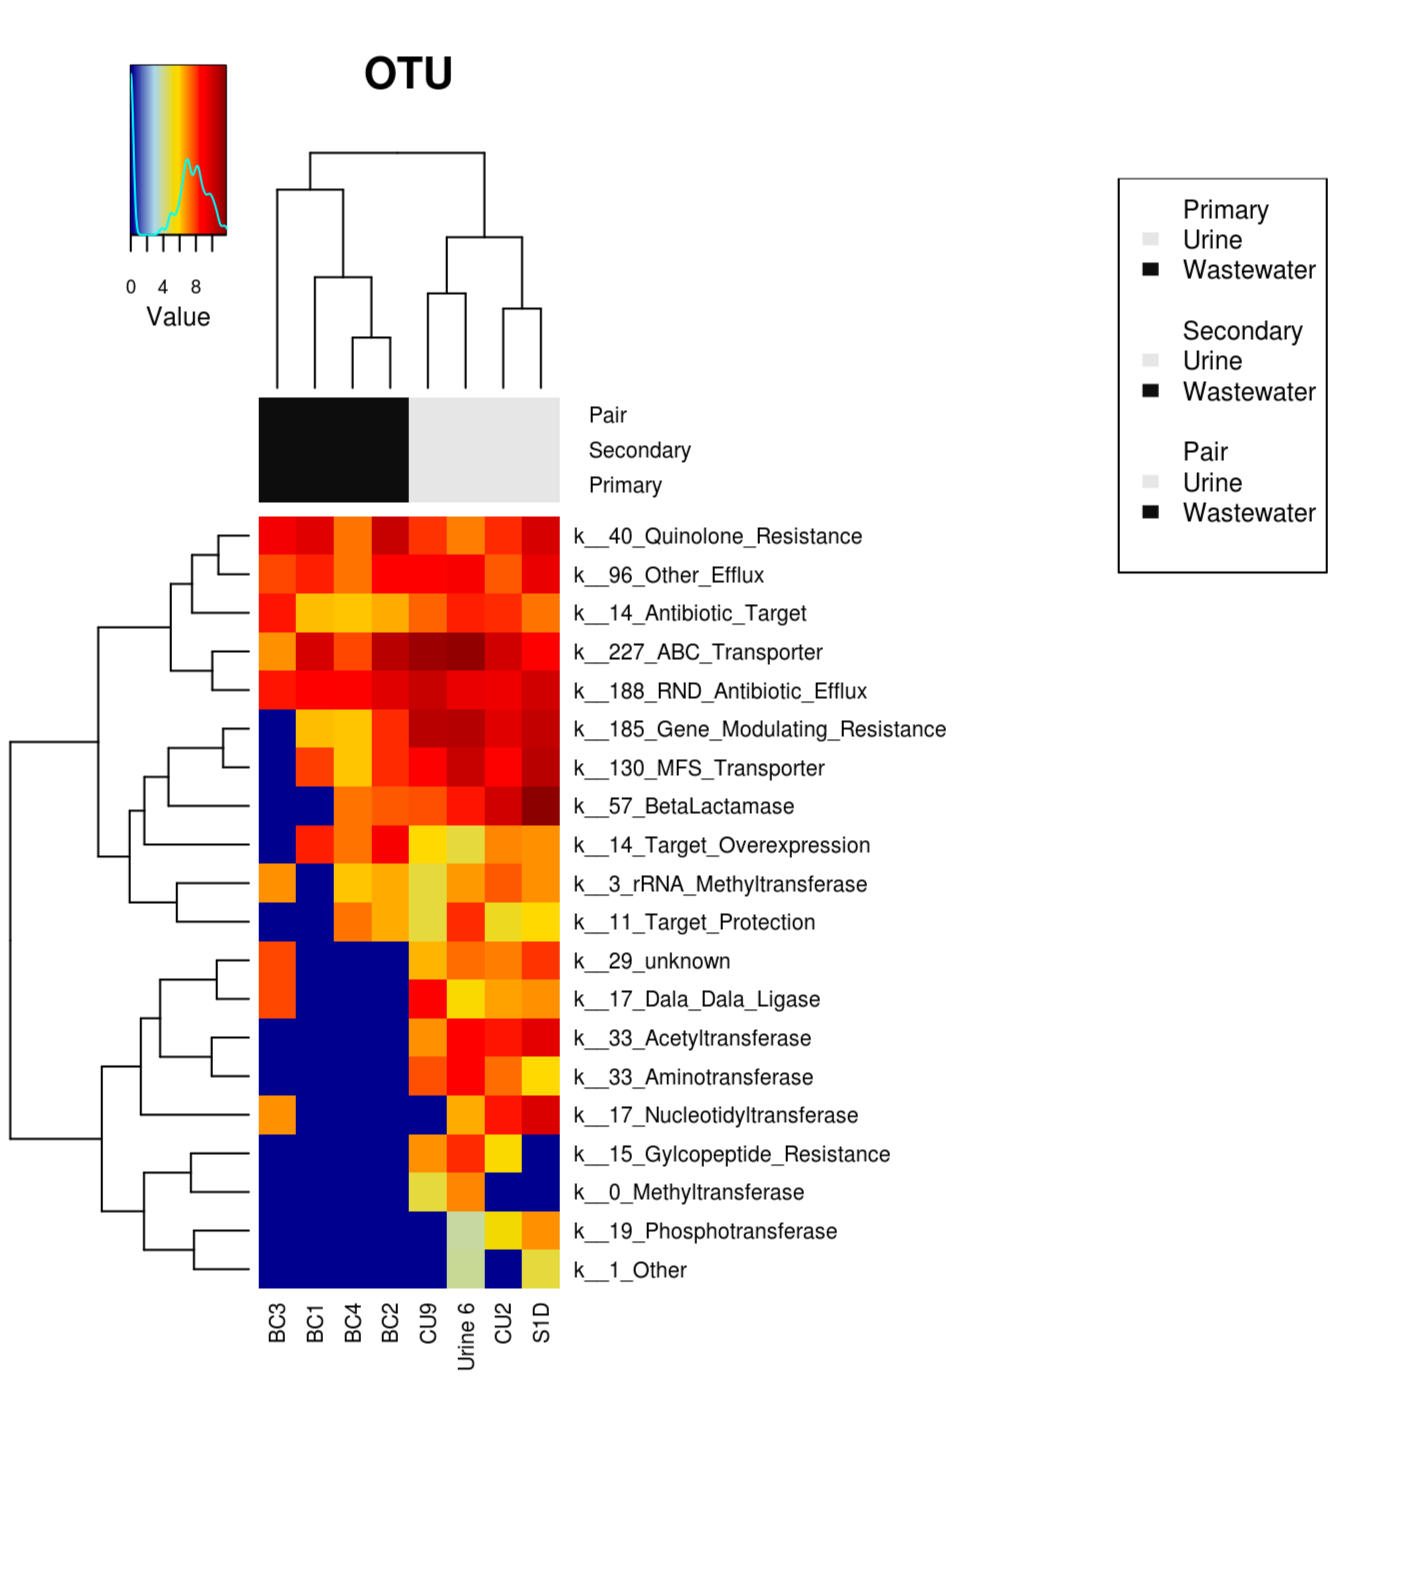 OTU
0 4 8
Value
Primary
Urine
Wastewater
Secondary
Urine
Wastewater
Pair
Urine
Wastewater
Pair
Secondary
Primary
k__40_Quinolone_Resistance
k__96_Other_Efflux
k__14_Antibiotic_Target
k__227_ABC_Transporter
k__188_RND_Antibiotic_Efflux
k__185_Gene_Modulating_Resistance
k__130_MFS_Transporter
k__57_BetaLactamase
k__14_Target_Overexpression
k__3_rRNA_Methyltransferase
k__11_Target_Protection
k__29_unknown
k__17_Dala_Dala_Ligase
k__33_Acetyltransferase
k__33_Aminotransferase
k__17_Nucleotidyltransferase
k__15_Gylcopeptide_Resistance
k__0_Methyltransferase
k__19_Phosphotransferase
k__1_Other
BC3 BC1 BC4 BC2 CU9 Urine 6 CU2 S1D